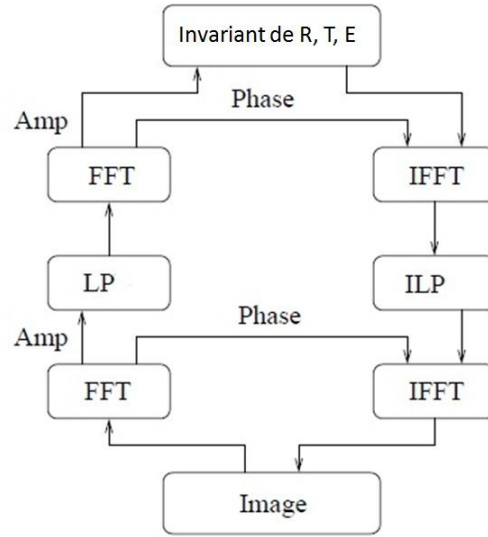 Invariant de R, T, E
Amp
Phase
FFT
IFFT
LP
ILP
Amp
Phase
FFT
IFFT
Image